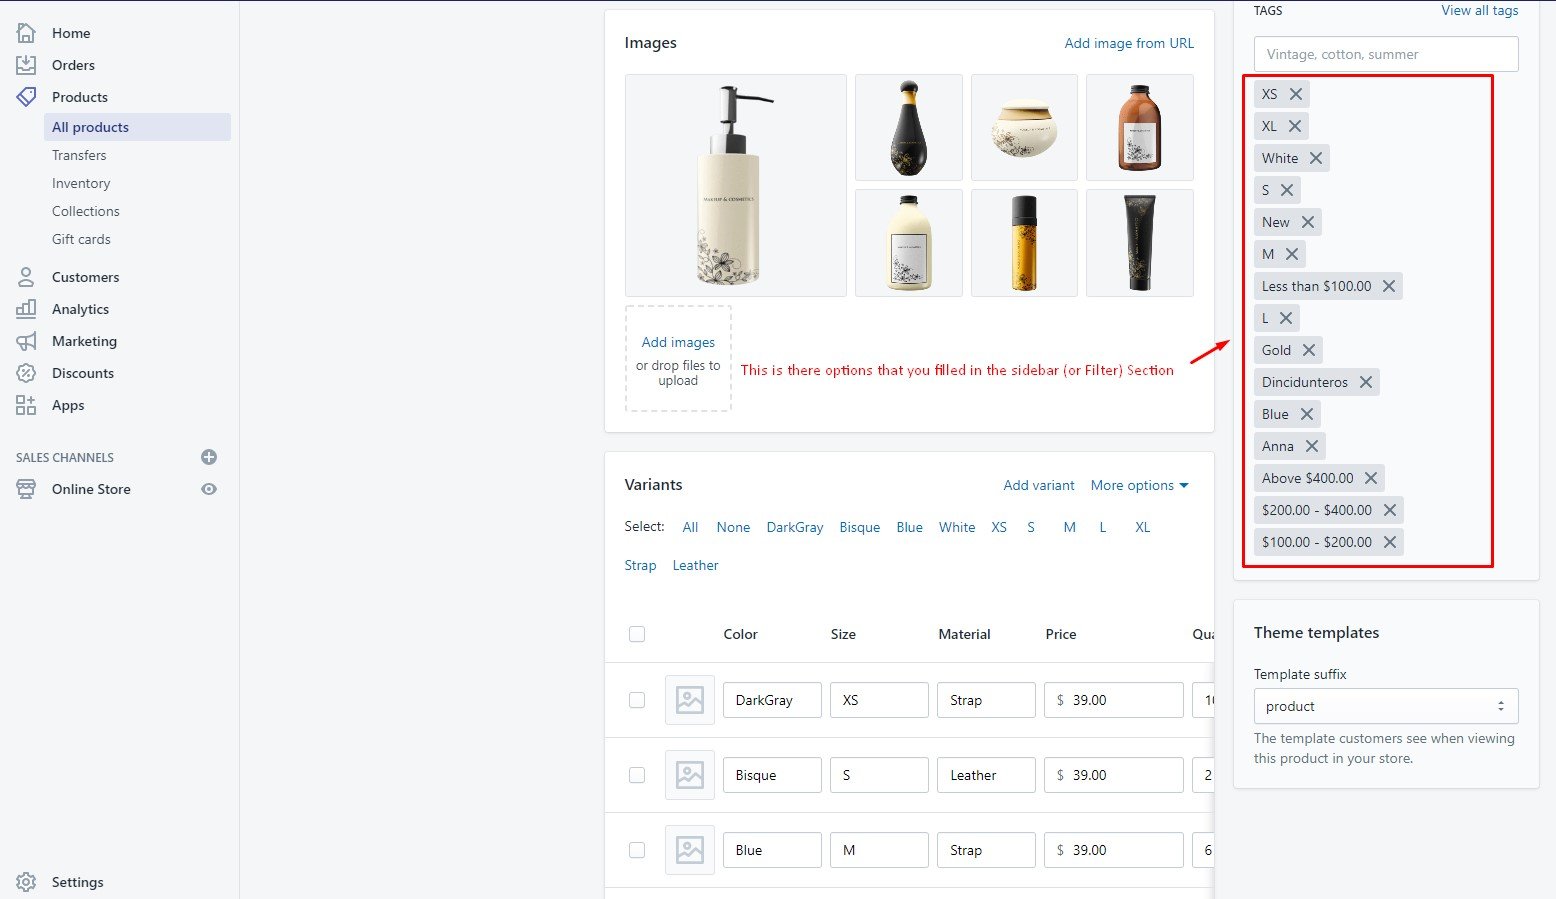 Home
Orders
Products
All products
Transfers
Inventory
Collections
Gift cards
Customers
Analytics
Marketing
Discounts
Apps
SALES CHANNELS
Online Store
Settings
Images
Add image from URL
MAKEUP & COSMETICS
Add images
or drop files to
upload
This is there options that you filled in the sidebar (or Filter) Section
Variants
Add variant More options
Select: All None DarkGray Bisque Blue White XS S M L XL
Strap Leather
Color Size Material Price Qua
DarkGray XS Strap $ 39.00 10
Bisque S Leather $ 39.00 2
Blue M Strap $ 39.00 6
TAGS View all tags
Vintage, cotton, summer
XS
XL
White
S
New
M
Less than $100.00
L
Gold
Dincidunteros
Blue
Anna
Above $400.00
$200.00 - $400.00
$100.00 - $200.00
Theme templates
Template suffix
product
The template customers see when viewing
this product in your store.